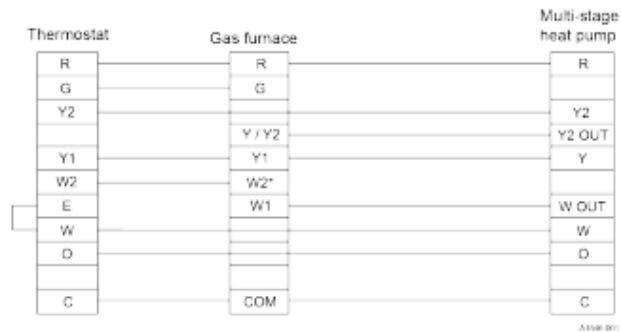 Multi-stage
Thermostat Gas furnace heat pump
R R R
G G
Y2 Y2
Y / Y2 Y2 OUT
Y1 Y1 Y
W2 W2*
E W1 W OUT
W W
O O
C COM C